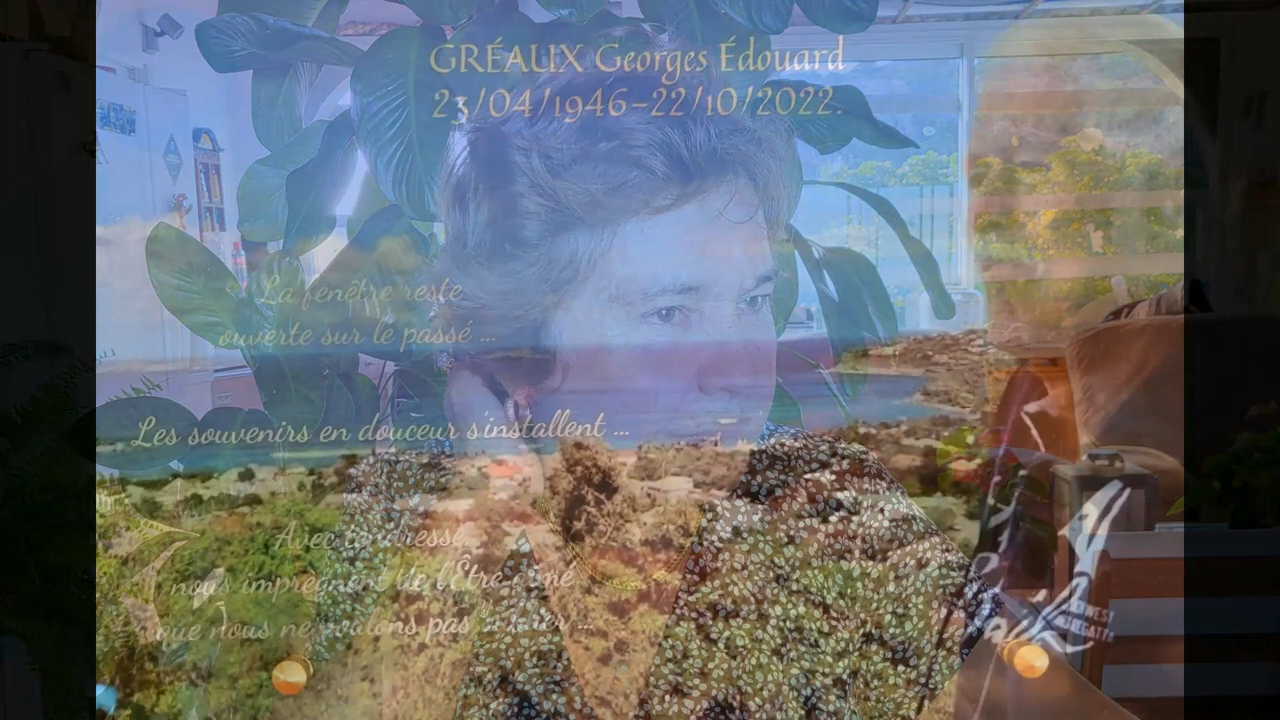 GRÉAUX Georges Édouard
23/04/1946-22/10/2022.
La fenêtre reste
ouverte sur le passé ...
Les souvenirs en douceur s'installent ...
Avec tendresse,
nous imprègnent de l'Être aimé
que nous ne voulons pas